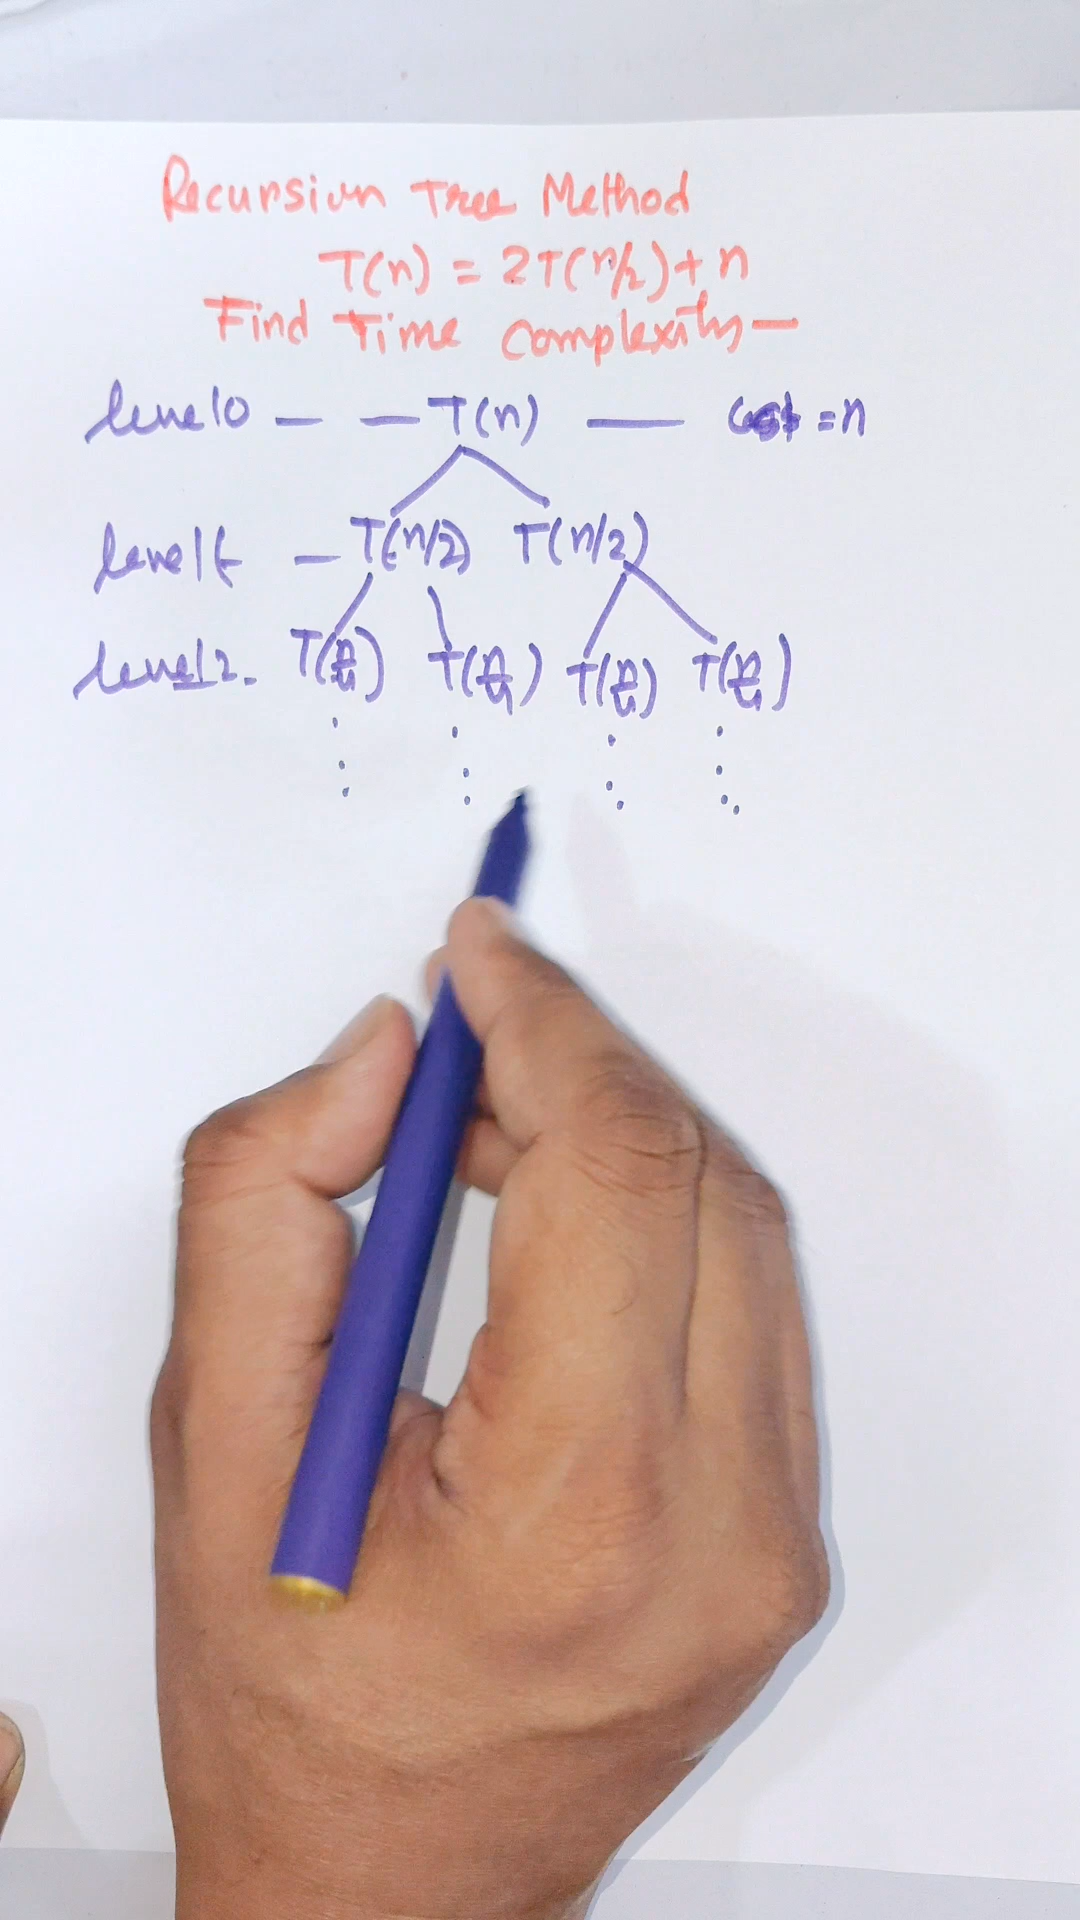 Recursion Tree Method
T(n) = 2T(n/2) + n
Find Time complexity —
level 0 — — T(n) — Cost = n
level 1 — T(n/2) T(n/2)
level 2. T(n/4) T(n/4) T(n/4) T(n/4)